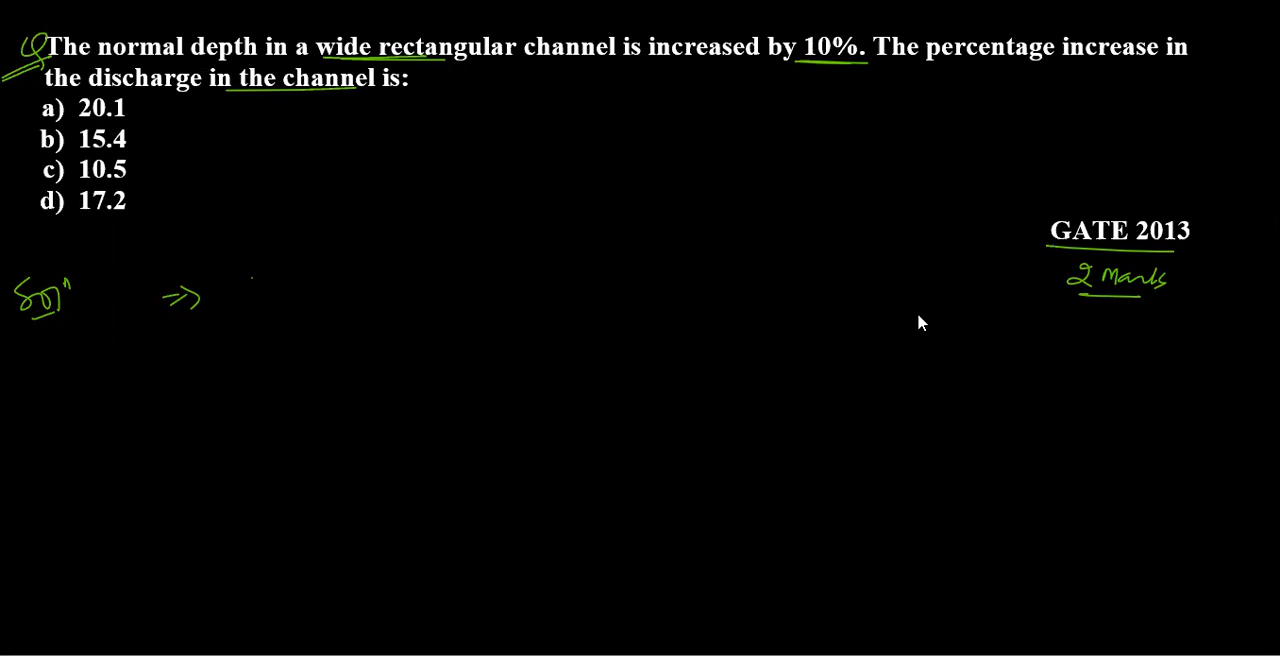 Q The normal depth in a wide rectangular channel is increased by 10%. The percentage increase in
the discharge in the channel is:
a) 20.1
b) 15.4
c) 10.5
d) 17.2
GATE 2013
2 Marks
Solⁿ ⇒